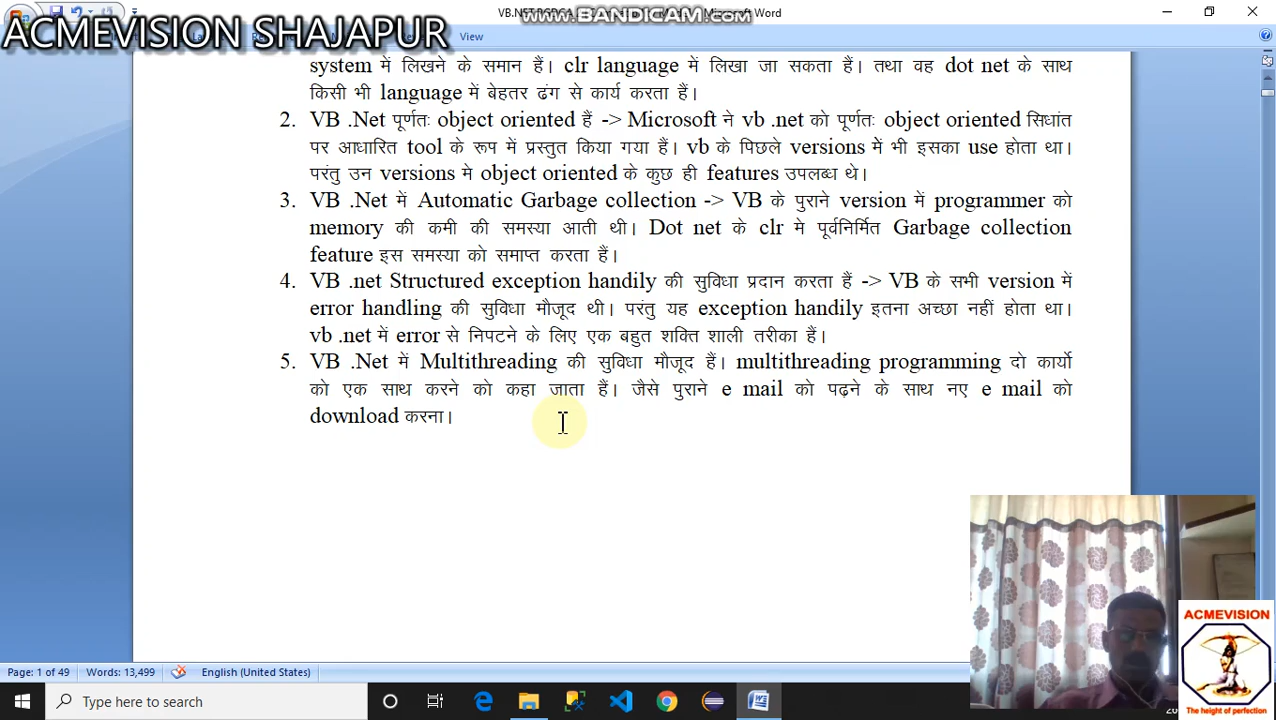 VB.NET
Microsoft Word
www.BANDICAM.com
ACMEVISION SHAJAPUR
View
system में लिखने के समान हैं। clr language में लिखा जा सकता हैं। तथा वह dot net के साथ
किसी भी language में बेहतर ढंग से कार्य करता हैं।
2. VB .Net पूर्णतः object oriented हैं -> Microsoft ने vb .net को पूर्णतः object oriented सिधांत
पर आधारित tool के रूप में प्रस्तुत किया गया हैं। vb के पिछले versions में भी इसका use होता था।
परंतु उन versions मे object oriented के कुछ ही features उपलब्ध थे।
3. VB .Net में Automatic Garbage collection -> VB के पुराने version में programmer को
memory की कमी की समस्या आती थी। Dot net के clr मे पूर्वनिर्मित Garbage collection
feature इस समस्या को समाप्त करता हैं।
4. VB .net Structured exception handily की सुविधा प्रदान करता हैं -> VB के सभी version में
error handling की सुविधा मौजूद थी। परंतु यह exception handily इतना अच्छा नहीं होता था।
vb .net में error से निपटने के लिए एक बहुत शक्ति शाली तरीका हैं।
5. VB .Net में Multithreading की सुविधा मौजूद हैं। multithreading programming दो कार्यो
को एक साथ करने को कहा जाता हैं। जैसे पुराने e mail को पढ़ने के साथ नए e mail को
download करना।
ACMEVISION
The height of perfection
Page: 1 of 49
Words: 13,499
English (United States)
Type here to search